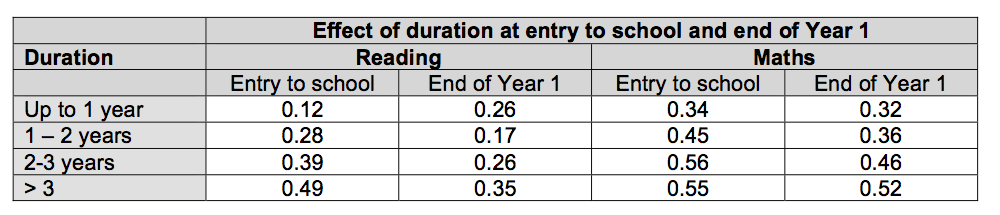 Effect of duration at entry to school and end of Year 1
Duration Reading Maths
Entry to school End of Year 1 Entry to school End of Year 1
Up to 1 year 0.12 0.26 0.34 0.32
1 – 2 years 0.28 0.17 0.45 0.36
2-3 years 0.39 0.26 0.56 0.46
> 3 0.49 0.35 0.55 0.52